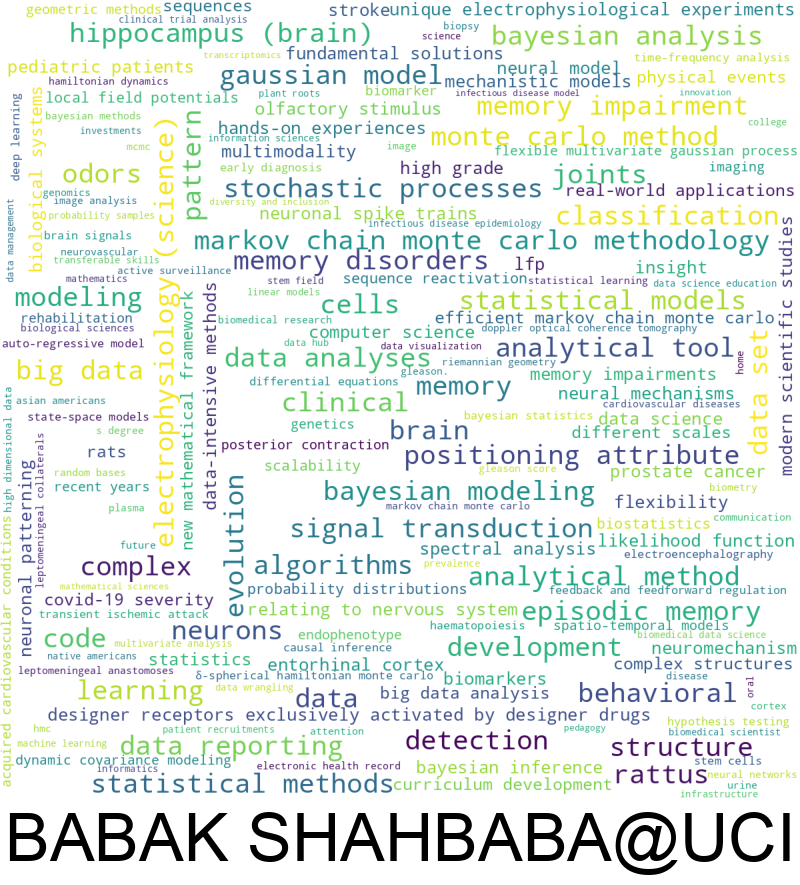 geometric methods
sequences
clinical trial analysis
stroke
unique electrophysiological experiments
hippocampus (brain)
biopsy
science
bayesian analysis
transcriptomics
fundamental solutions
time-frequency analysis
pediatric patients
gaussian model
neural model
hamiltonian dynamics
mechanistic models
physical events
deep learning
local field potentials
plant roots
biomarker
infectious disease model
innovation
olfactory stimulus
memory impairment
bayesian methods
investments
hands-on experiences
college
information sciences
monte carlo method
mcmc
multimodality
image
flexible multivariate gaussian process
biological systems
electrophysiology (science)
pattern
odors
early diagnosis
high grade
joints
imaging
genomics
stochastic processes
real-world applications
image analysis
diversity and inclusion
probability samples
neuronal spike trains
classification
data management
infectious disease epidemiology
brain signals
markov chain monte carlo methodology
neurovascular
transferable skills
memory disorders
lfp
insight
active surveillance
mathematics
stem field
sequence reactivation
statistical learning
data science education
modeling
linear models
cells
statistical models
modern scientific studies
rehabilitation
biomedical research
efficient markov chain monte carlo
biological sciences
computer science
doppler optical coherence tomography
auto-regressive model
data hub
data visualization
analytical tool
data analyses
riemannian geometry
home
data set
big data
gleason.
memory impairments
differential equations
memory
neural mechanisms
asian americans
clinical
cardiovascular diseases
state-space models
bayesian statistics
data science
s degree
genetics
brain
different scales
high dimensional data
data-intensive methods
new mathematical framework
rats
posterior contraction
positioning attribute
leptomeningeal collaterals
scalability
gleason score
prostate cancer
random bases
recent years
bayesian modeling
biometry
plasma
markov chain monte carlo
flexibility
neuronal patterning
evolution
signal transduction
biostatistics
communication
future
spectral analysis
likelihood function
complex
algorithms
prevalence
electroencephalography
analytical method
mathematical sciences
probability distributions
feedback and feedforward regulation
covid-19 severity
relating to nervous system
episodic memory
transient ischemic attack
haematopoiesis
spatio-temporal models
acquired cardiovascular conditions
code
neurons
endophenotype
biomedical data science
multivariate analysis
causal inference
development
neuromechanism
native americans
statistics
entorhinal cortex
complex structures
leptomeningeal anastomoses
δ-spherical hamiltonian monte carlo
biomarkers
disease
learning
data wrangling
data
big data analysis
behavioral
oral
cortex
designer receptors exclusively activated by designer drugs
hypothesis testing
hmc
patient recruitments
attention
pedagogy
biomedical scientist
machine learning
data reporting
detection
structure
dynamic covariance modeling
stem cells
informatics
electronic health record
bayesian inference
rattus
neural networks
statistical methods
curriculum development
urine
infrastructure
BABAK SHAHBABA@UCI